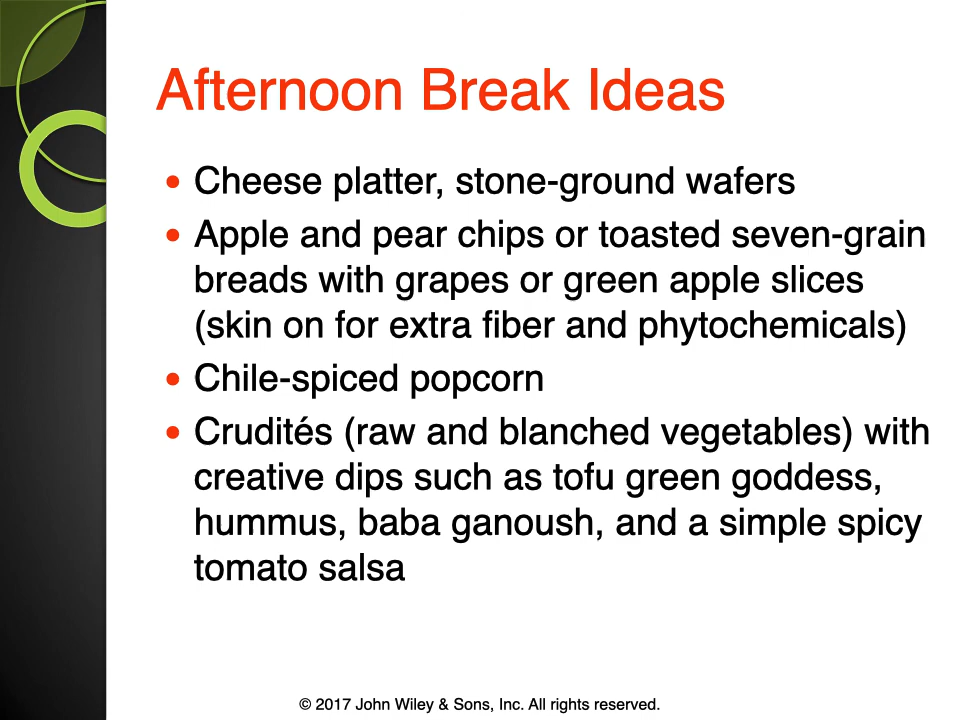 Afternoon Break Ideas
• Cheese platter, stone-ground wafers
• Apple and pear chips or toasted seven-grain
breads with grapes or green apple slices
(skin on for extra fiber and phytochemicals)
• Chile-spiced popcorn
• Crudités (raw and blanched vegetables) with
creative dips such as tofu green goddess,
hummus, baba ganoush, and a simple spicy
tomato salsa
© 2017 John Wiley & Sons, Inc. All rights reserved.